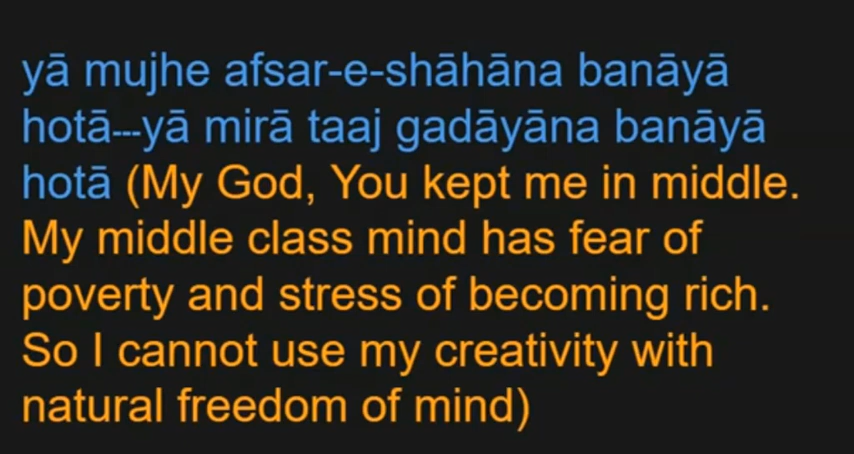 yā mujhe afsar-e-shāhāna banāyā
hotā---yā mirā taaj gadāyāna banāyā
hotā (My God, You kept me in middle.
My middle class mind has fear of
poverty and stress of becoming rich.
So I cannot use my creativity with
natural freedom of mind)